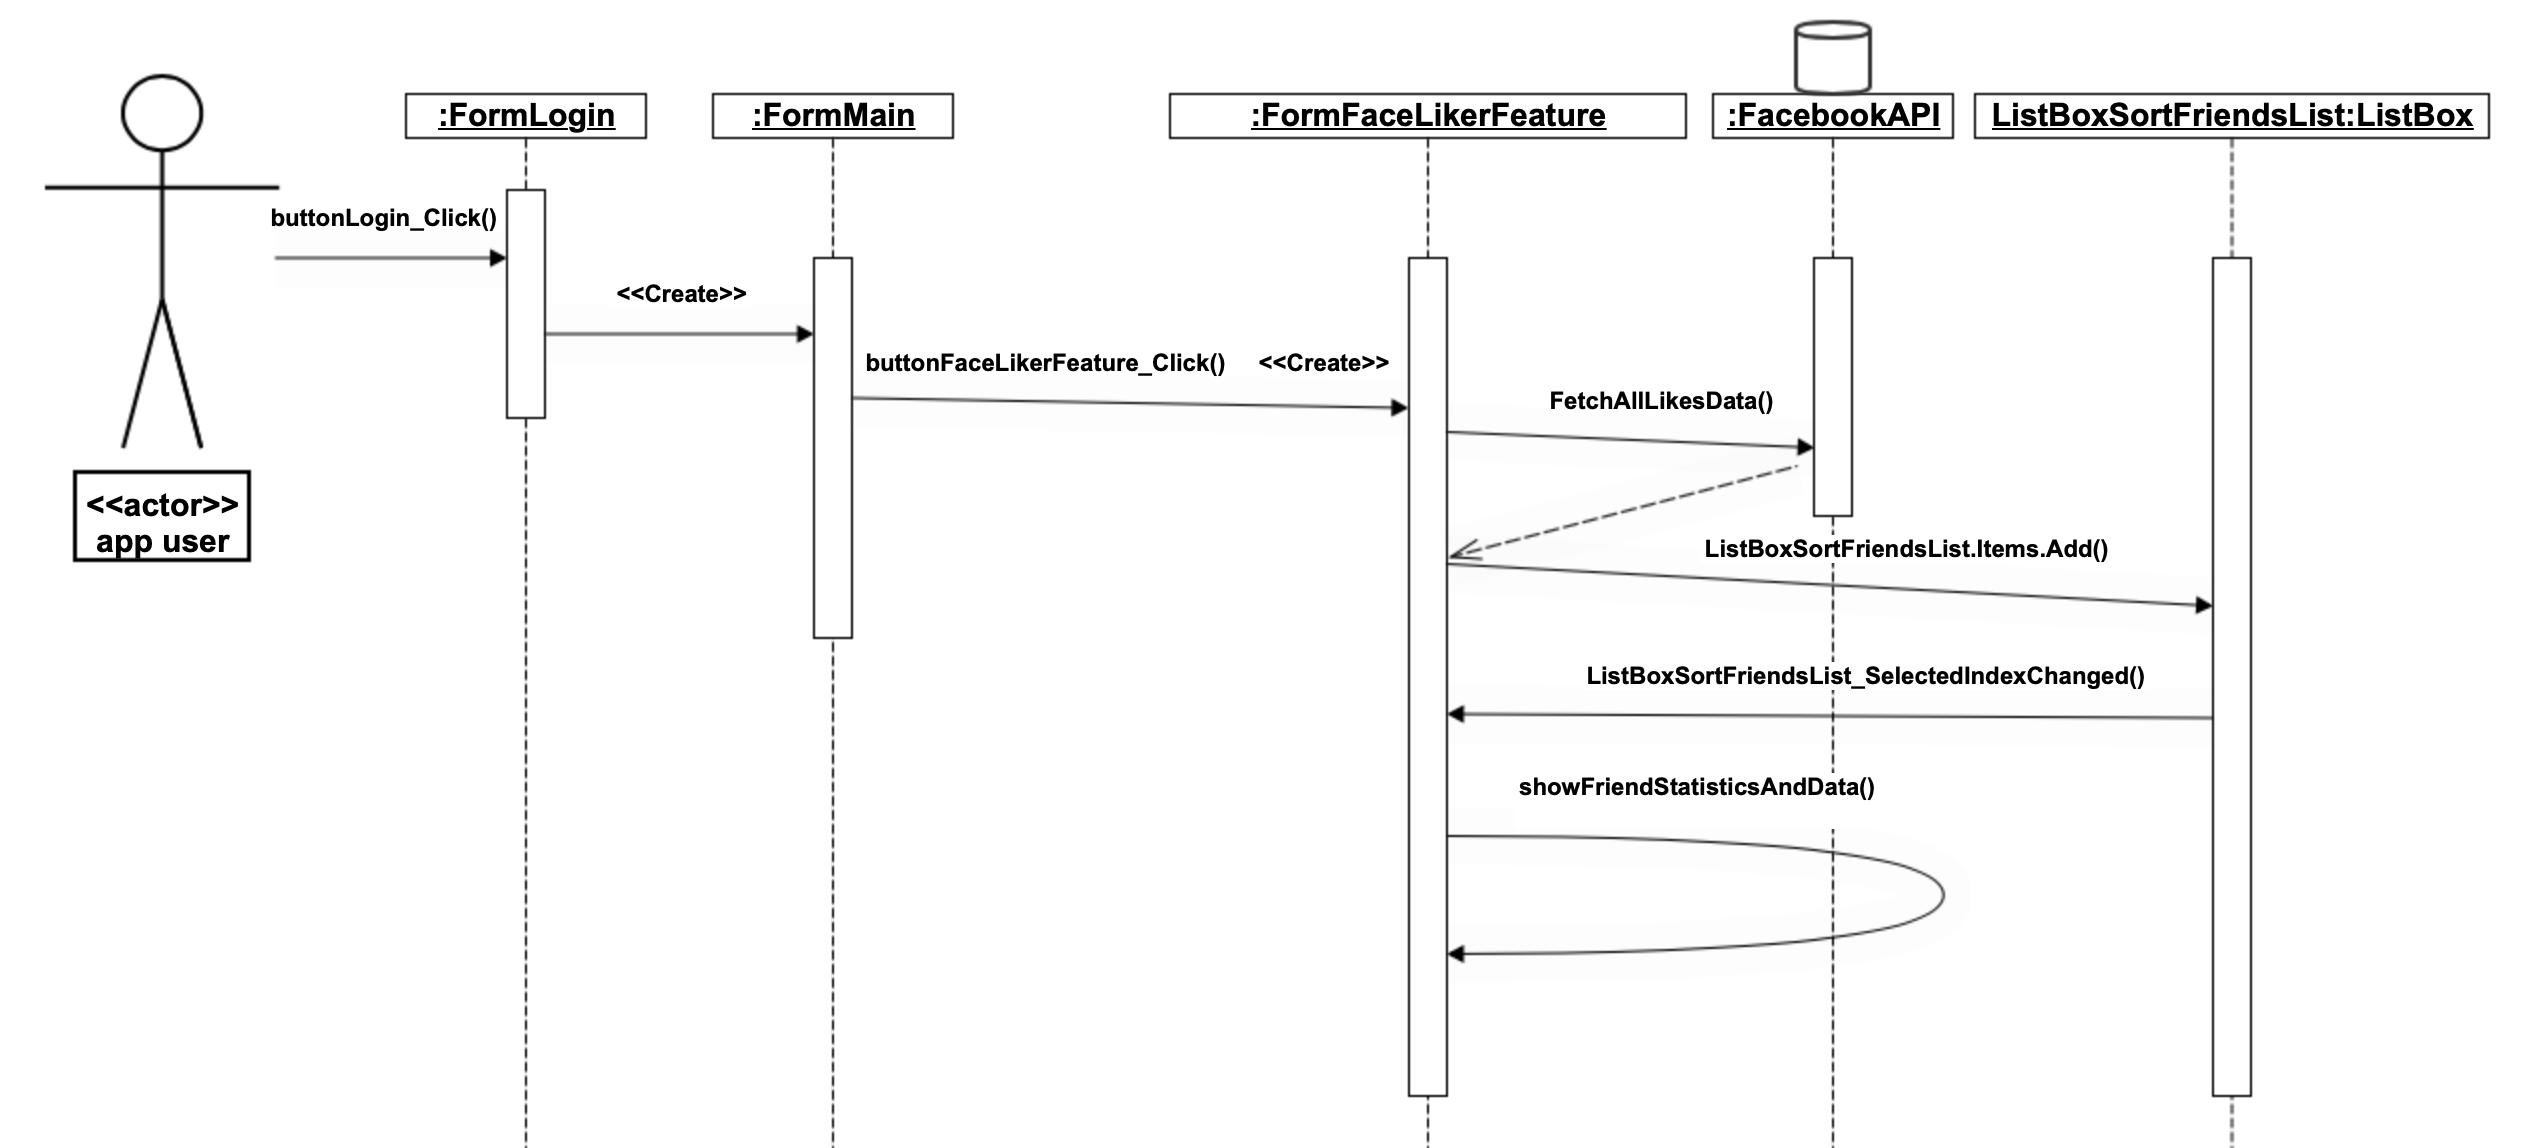 :FormLogin
:FormMain
:FormFaceLikerFeature
:FacebookAPI
ListBoxSortFriendsList:ListBox
buttonLogin_Click()
<<Create>>
buttonFaceLikerFeature_Click() <<Create>>
FetchAllLikesData()
<<actor>>
app user
ListBoxSortFriendsList.Items.Add()
ListBoxSortFriendsList_SelectedIndexChanged()
showFriendStatisticsAndData()